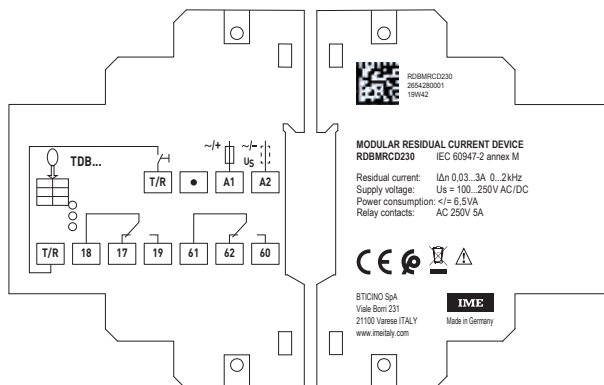 TDB...
~/+
~/-
Us
T/R
●
A1
A2
T/R
18
17
19
61
62
60
RDBMRCD230
2654280001
19W42
MODULAR RESIDUAL CURRENT DEVICE
RDBMRCD230 IEC 60947-2 annex M
Residual current: IΔn 0,03...3A 0...2kHz
Supply voltage: Us = 100...250V AC/DC
Power consumption: </= 6,5VA
Relay contacts: AC 250V 5A
CE
BTICINO SpA
Viale Borri 231
21100 Varese ITALY
www.imeitaly.com
IME
Made in Germany